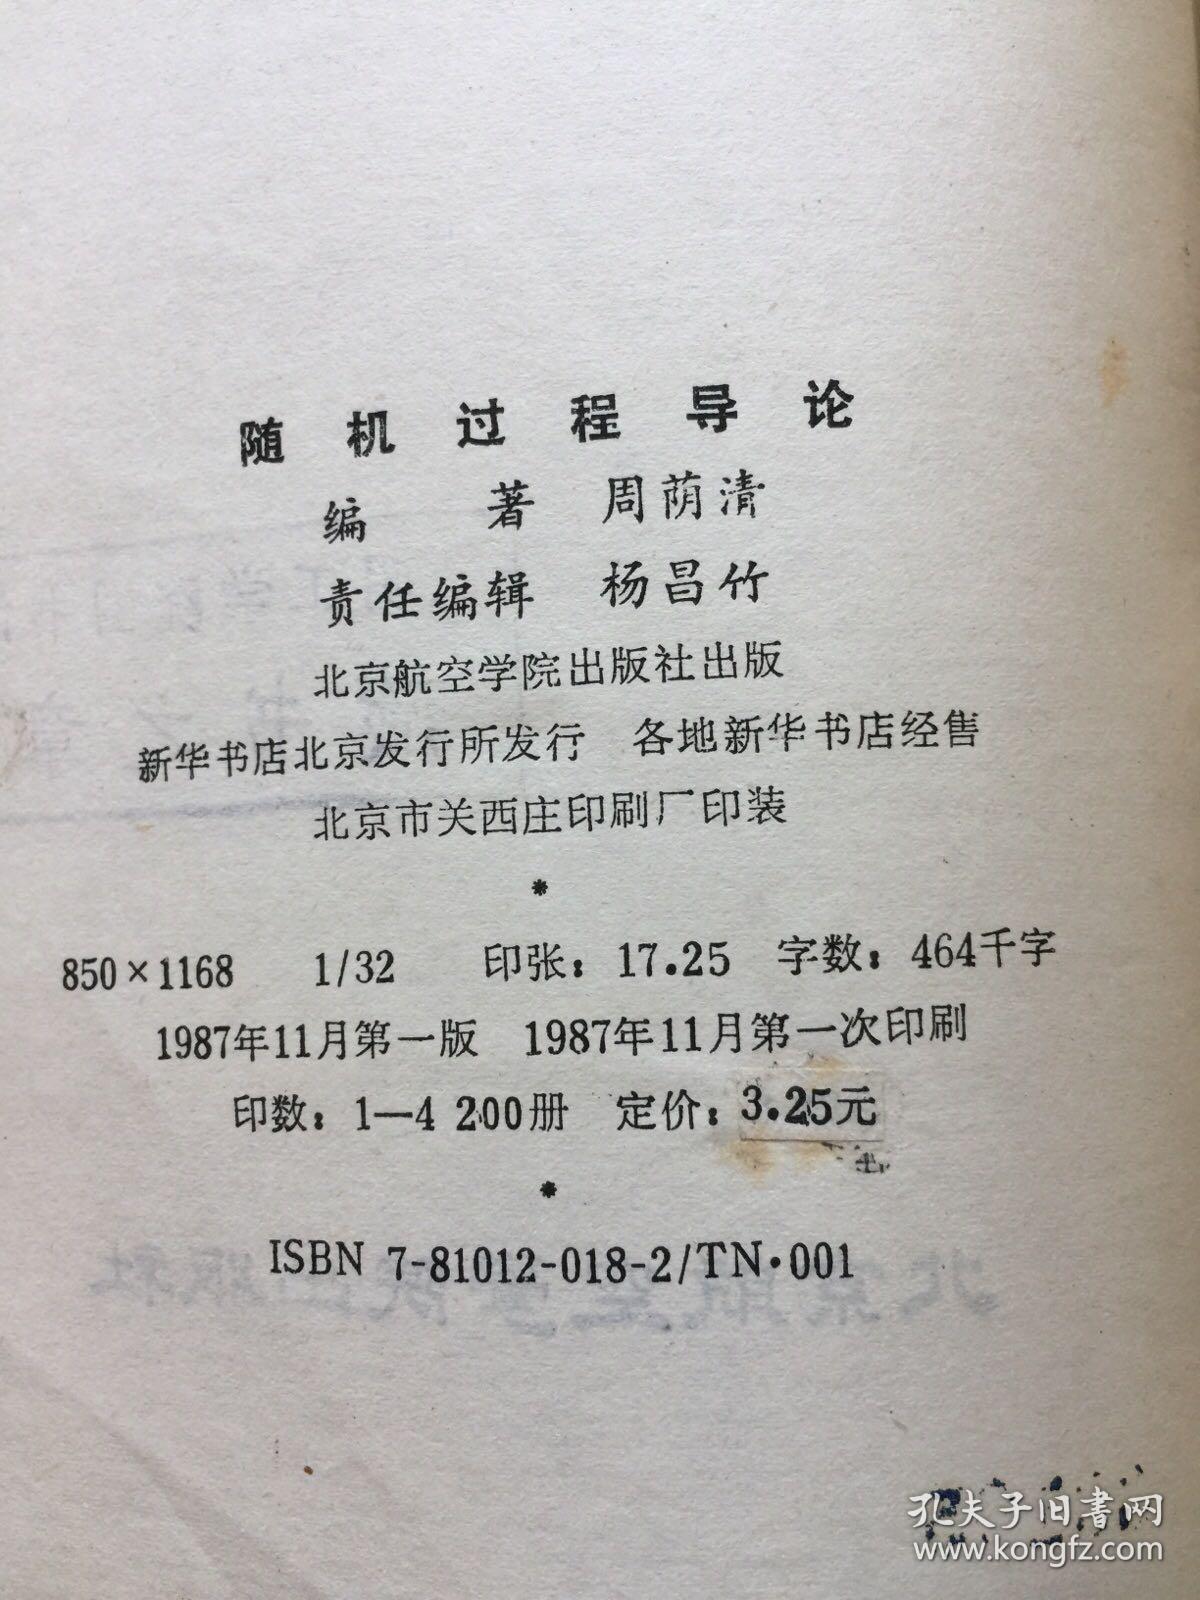 随机过程导论
编 著 周荫清
责任编辑 杨昌竹
北京航空学院出版社出版
新华书店北京发行所发行 各地新华书店经售
北京市关西庄印刷厂印装
*
850×1168 1/32 印张：17.25 字数：464千字
1987年11月第一版 1987年11月第一次印刷
印数：1—4 200册 定价：3.25元
*
ISBN 7-81012-018-2/TN·001
孔夫子旧書网
www.kongfz.com